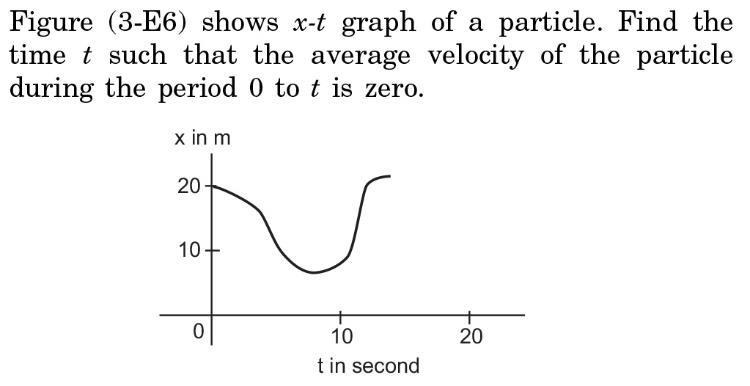 Figure (3-E6) shows x-t graph of a particle. Find the
time t such that the average velocity of the particle
during the period 0 to t is zero.
x in m
20
10
0
10
20
t in second